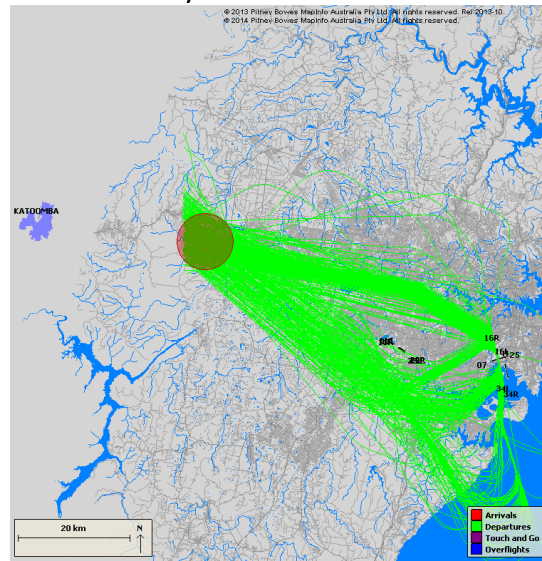 © 2013 Pitney Bowes MapInfo Australia Pty Ltd. All rights reserved. Rel 2013-10
© 2014 Pitney Bowes MapInfo Australia Pty Ltd. All rights reserved.
KATOOMBA
16R
07
25
34L
34R
20 km
N
Arrivals
Departures
Touch and Go
Overflights